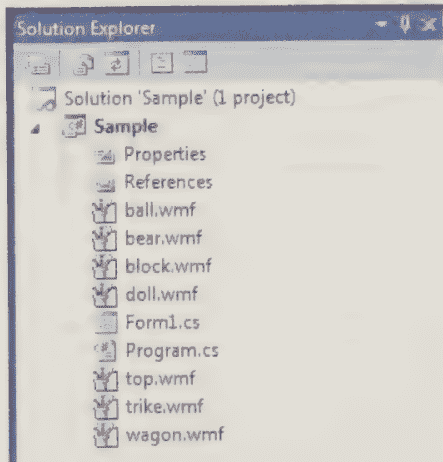 Solution Explorer
Solution 'Sample' (1 project)
Sample
Properties
References
ball.wmf
bear.wmf
block.wmf
doll.wmf
Form1.cs
Program.cs
top.wmf
trike.wmf
wagon.wmf